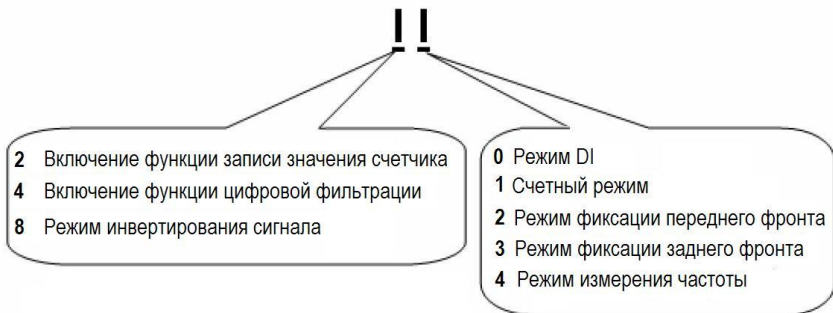 II
2 Включение функции записи значения счетчика
4 Включение функции цифровой фильтрации
8 Режим инвертирования сигнала
0 Режим DI
1 Счетный режим
2 Режим фиксации переднего фронта
3 Режим фиксации заднего фронта
4 Режим измерения частоты